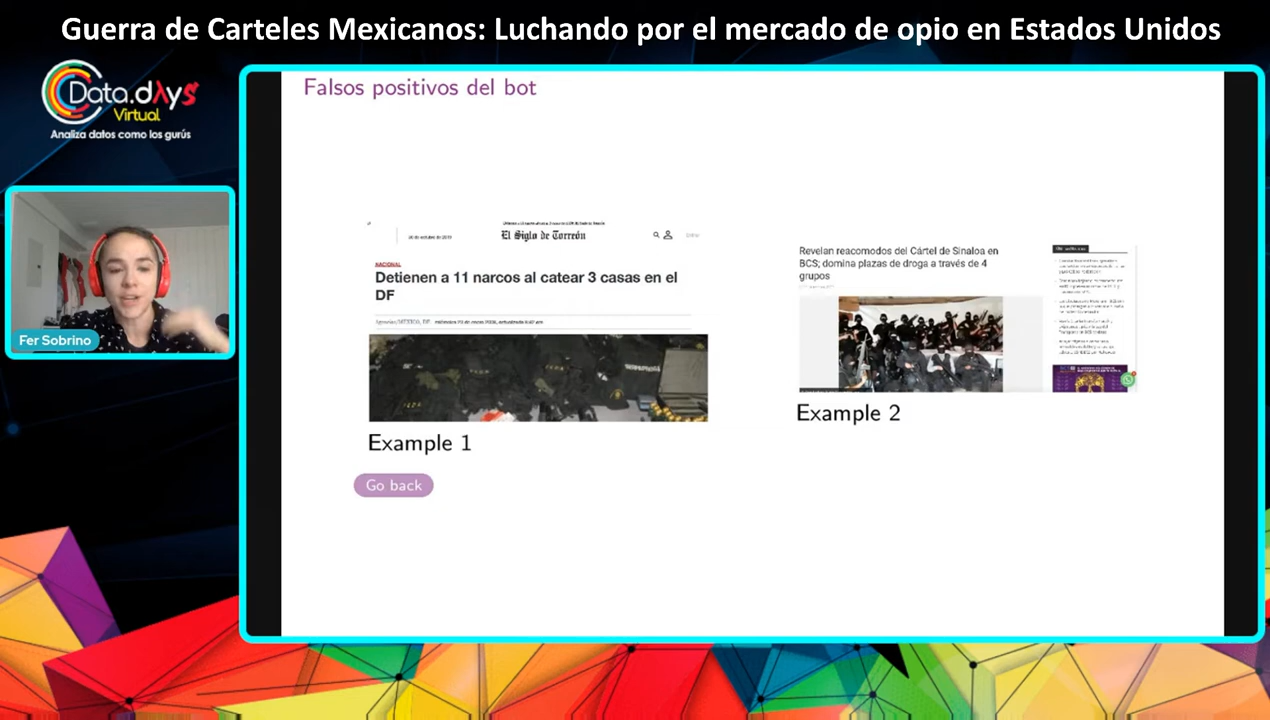 Guerra de Carteles Mexicanos: Luchando por el mercado de opio en Estados Unidos
Data.dAys
Virtual
Analiza datos como los gurús
Fer Sobrino
Falsos positivos del bot
El Siglo de Torreón
NACIONAL
Detienen a 11 narcos al catear 3 casas en el
DF
Example 1
Go back
Revelan reacomodos del Cártel de Sinaloa en
BCS; domina plazas de droga a través de 4
grupos
Example 2